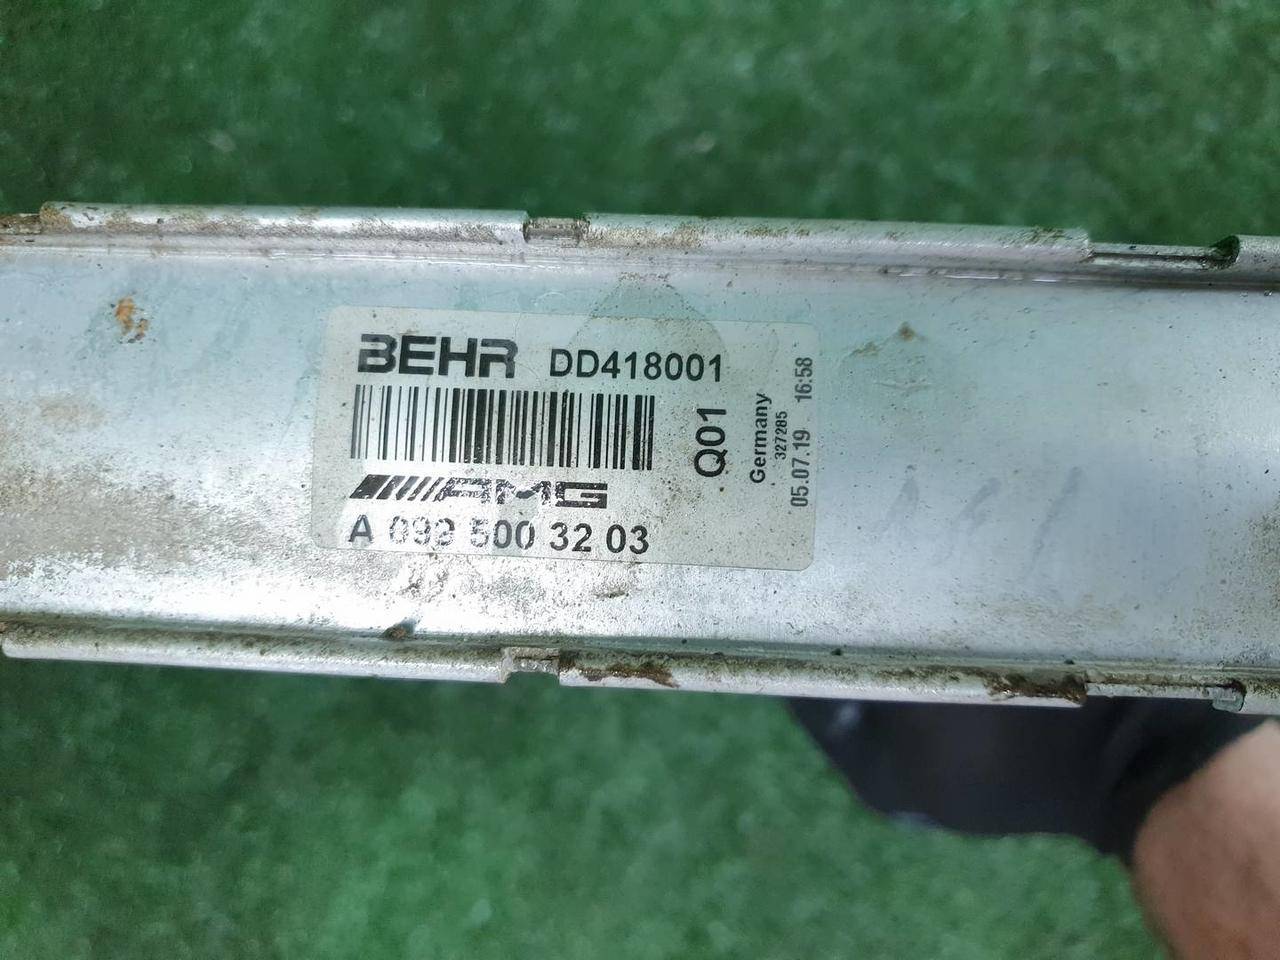 BEHR DD418001
Q01
Germany
327285
05.07.19 16:58
AMG
A 099 500 32 03